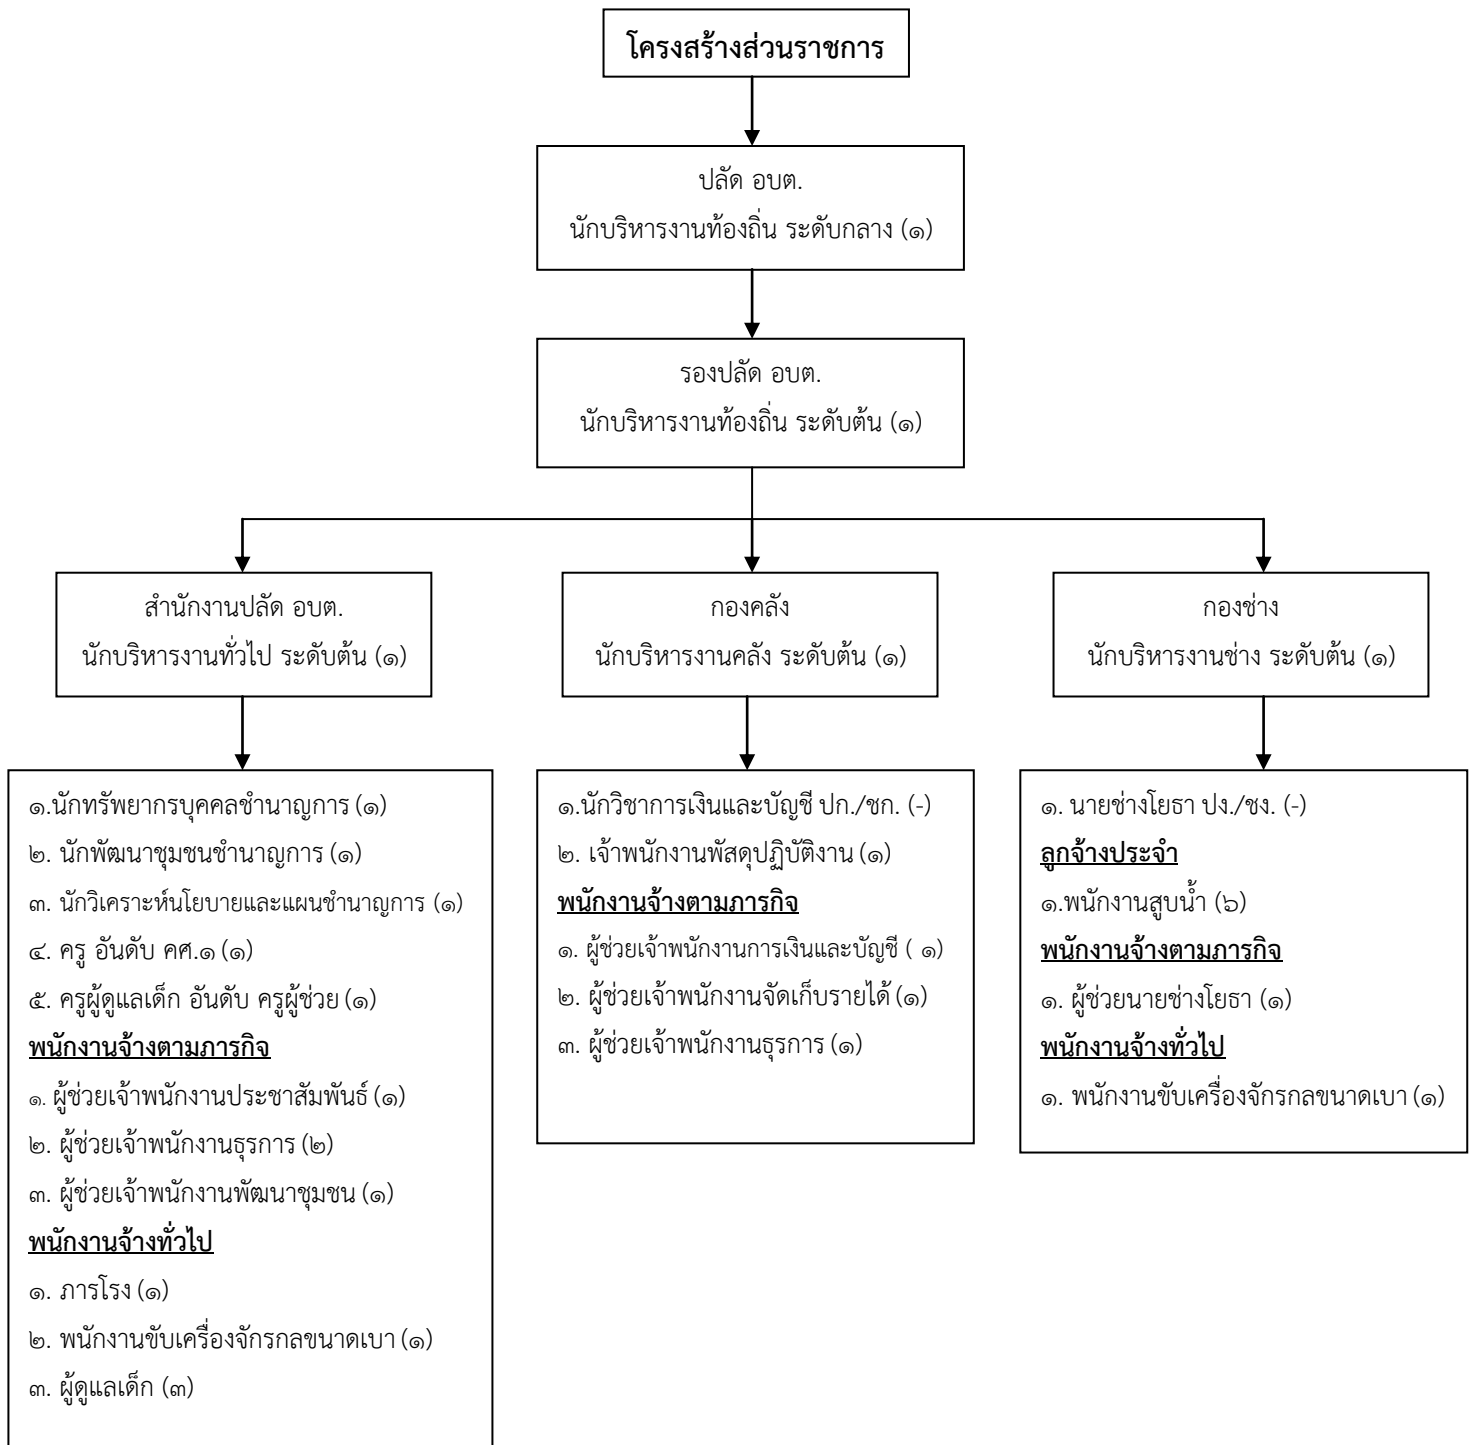 โครงสร้างส่วนราชการ
ปลัด อบต.
นักบริหารงานท้องถิ่น ระดับกลาง (๑)
รองปลัด อบต.
นักบริหารงานท้องถิ่น ระดับต้น (๑)
สำนักงานปลัด อบต.
นักบริหารงานทั่วไป ระดับต้น (๑)
กองคลัง
นักบริหารงานคลัง ระดับต้น (๑)
กองช่าง
นักบริหารงานช่าง ระดับต้น (๑)
๑.นักทรัพยากรบุคคลชำนาญการ (๑)
๒. นักพัฒนาชุมชนชำนาญการ (๑)
๓. นักวิเคราะห์นโยบายและแผนชำนาญการ (๑)
๔. ครู อันดับ คศ.๑ (๑)
๕. ครูผู้ดูแลเด็ก อันดับ ครูผู้ช่วย (๑)
พนักงานจ้างตามภารกิจ
๑. ผู้ช่วยเจ้าพนักงานประชาสัมพันธ์ (๑)
๒. ผู้ช่วยเจ้าพนักงานธุรการ (๒)
๓. ผู้ช่วยเจ้าพนักงานพัฒนาชุมชน (๑)
พนักงานจ้างทั่วไป
๑. ภารโรง (๑)
๒. พนักงานขับเครื่องจักรกลขนาดเบา (๑)
๓. ผู้ดูแลเด็ก (๓)
๑.นักวิชาการเงินและบัญชี ปก./ชก. (-)
๒. เจ้าพนักงานพัสดุปฏิบัติงาน (๑)
พนักงานจ้างตามภารกิจ
๑. ผู้ช่วยเจ้าพนักงานการเงินและบัญชี ( ๑)
๒. ผู้ช่วยเจ้าพนักงานจัดเก็บรายได้ (๑)
๓. ผู้ช่วยเจ้าพนักงานธุรการ (๑)
๑. นายช่างโยธา ปง./ชง. (-)
ลูกจ้างประจำ
๑.พนักงานสูบน้ำ (๖)
พนักงานจ้างตามภารกิจ
๑. ผู้ช่วยนายช่างโยธา (๑)
พนักงานจ้างทั่วไป
๑. พนักงานขับเครื่องจักรกลขนาดเบา (๑)